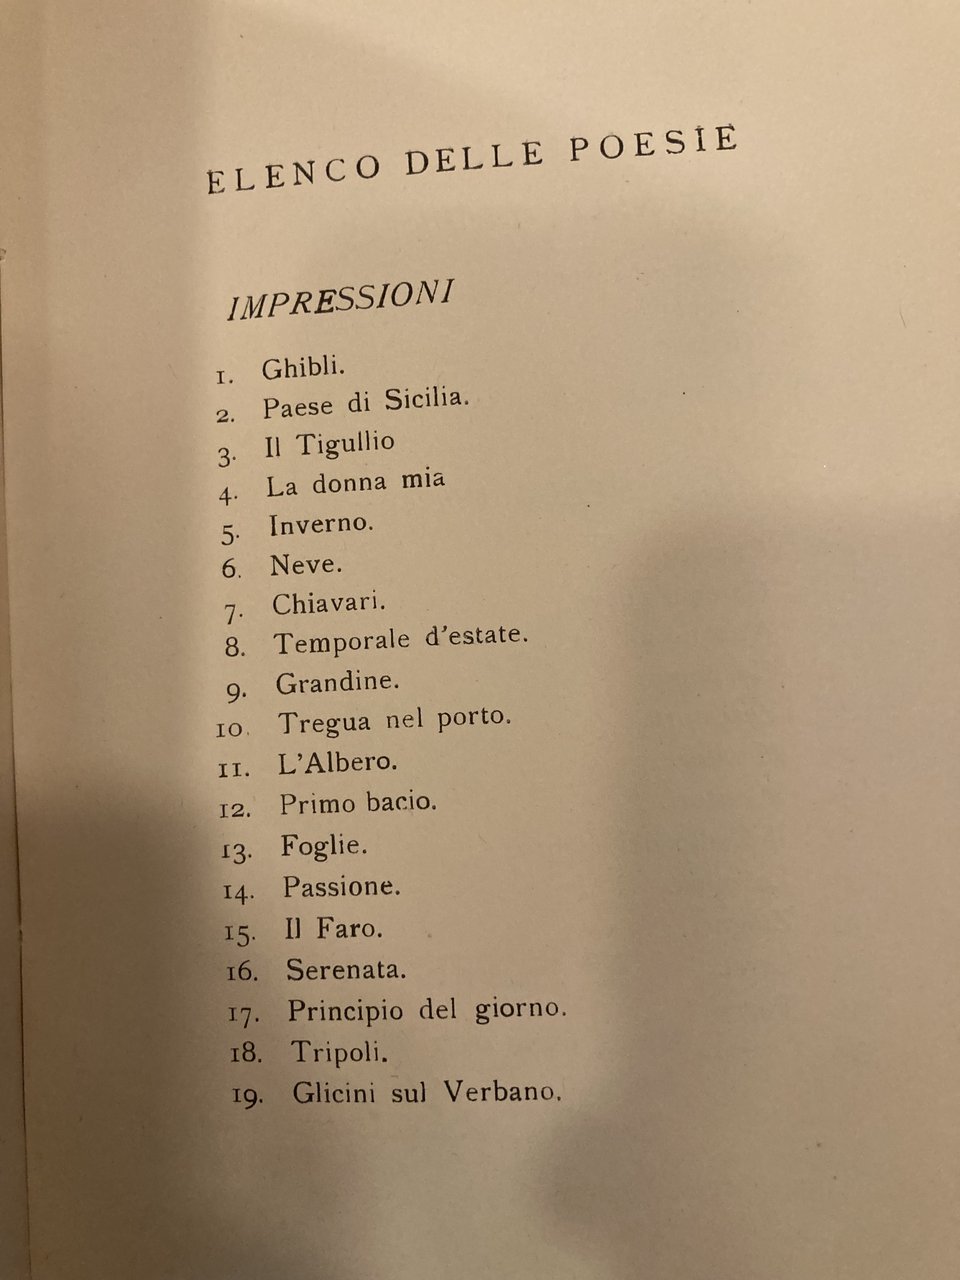 ELENCO DELLE POESIE
IMPRESSIONI
1. Ghibli.
2. Paese di Sicilia.
3. Il Tigullio
4. La donna mia
5. Inverno.
6. Neve.
7. Chiavari.
8. Temporale d'estate.
9. Grandine.
10. Tregua nel porto.
11. L'Albero.
12. Primo bacio.
13. Foglie.
14. Passione.
15. Il Faro.
16. Serenata.
17. Principio del giorno.
18. Tripoli.
19. Glicini sul Verbano.